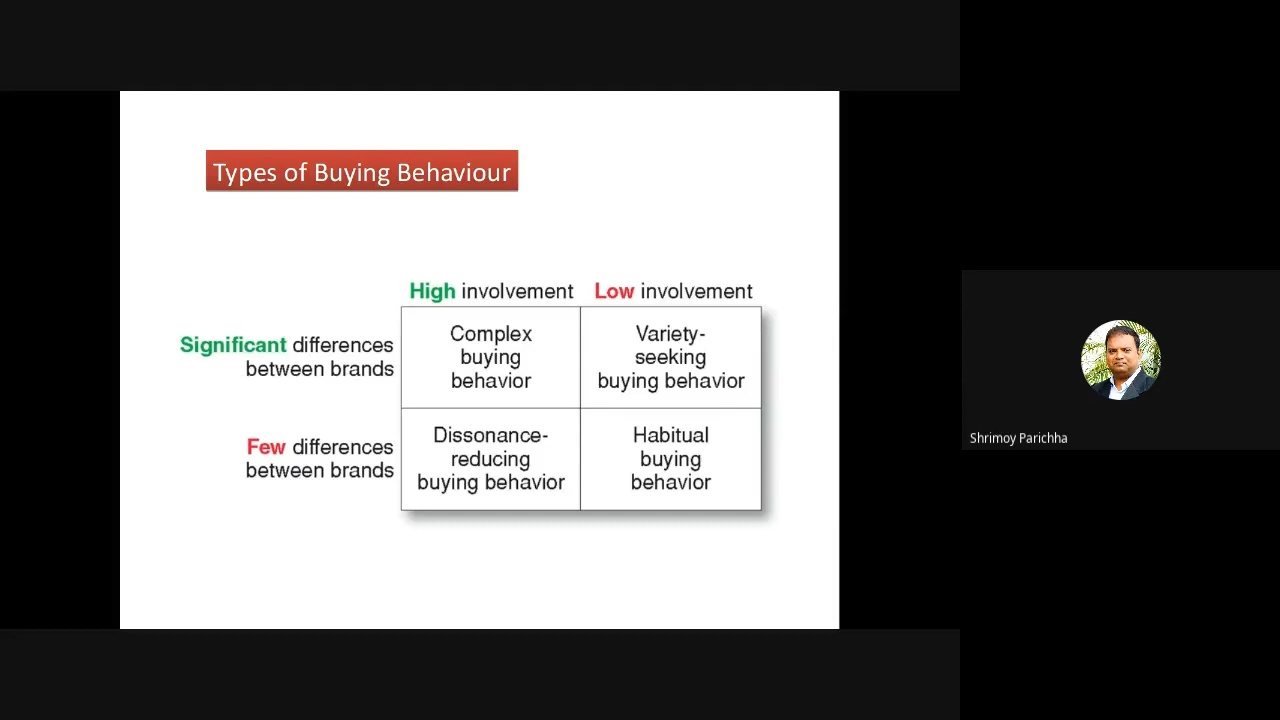 Types of Buying Behaviour
High involvement
Low involvement
Significant differences
between brands
Complex
buying
behavior
Variety-
seeking
buying behavior
Few differences
between brands
Dissonance-
reducing
buying behavior
Habitual
buying
behavior
Shrimoy Parichha